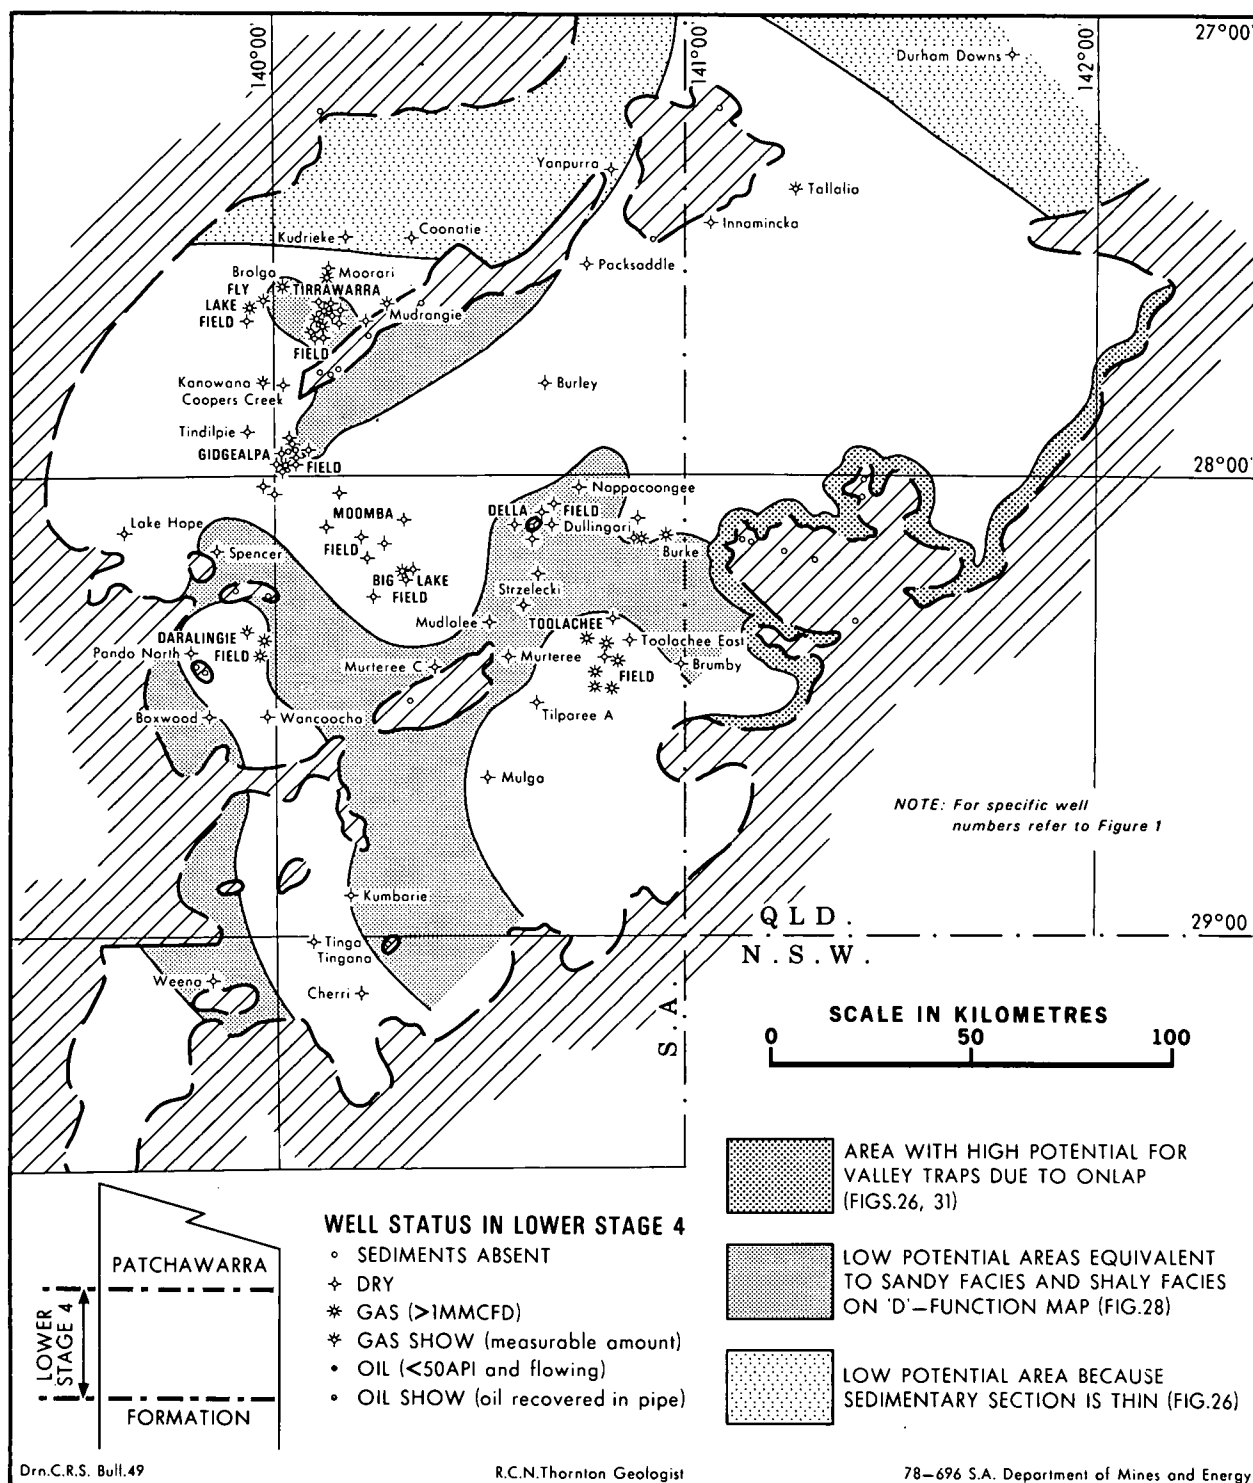 140°00'
141°00'
142°00'
27°00'
Durham Downs
Yanpurra
Tallalia
Innamincka
Kudrieke
Coonatie
Packsaddle
Brolga
Moorari
FLY
TIRRAWARRA
LAKE
Mudrangie
FIELD
FIELD
Kanowana
Coopers Creek
Burley
Tindilpie
GIDGEALPA
FIELD
28°00'
Nappacoongee
MOOMBA
DELLA
FIELD
Lake Hope
Dullingari
Spencer
FIELD
Burke
BIG
LAKE
FIELD
Strzelecki
Mudlalee
TOOLACHEE
DARALINGIE
Toolachee East
Pando North
FIELD
Murteree C
Murteree
Brumby
FIELD
Boxwood
Wancoocha
Tilparee A
Mulga
NOTE: For specific well
numbers refer to Figure 1
Kumbarie
QLD.
29°00
Tinga
Tingana
N.S.W.
Weena
Cherri
S.A.
SCALE IN KILOMETRES
0 50 100
AREA WITH HIGH POTENTIAL FOR
VALLEY TRAPS DUE TO ONLAP
(FIGS.26, 31)
LOW POTENTIAL AREAS EQUIVALENT
TO SANDY FACIES AND SHALY FACIES
ON 'D'–FUNCTION MAP (FIG.28)
LOW POTENTIAL AREA BECAUSE
SEDIMENTARY SECTION IS THIN (FIG.26)
WELL STATUS IN LOWER STAGE 4
SEDIMENTS ABSENT
DRY
GAS (>1MMCFD)
GAS SHOW (measurable amount)
OIL (<50API and flowing)
OIL SHOW (oil recovered in pipe)
PATCHAWARRA
LOWER
STAGE 4
FORMATION
Drn.C.R.S. Bull.49
R.C.N.Thornton Geologist
78–696 S.A. Department of Mines and Energy